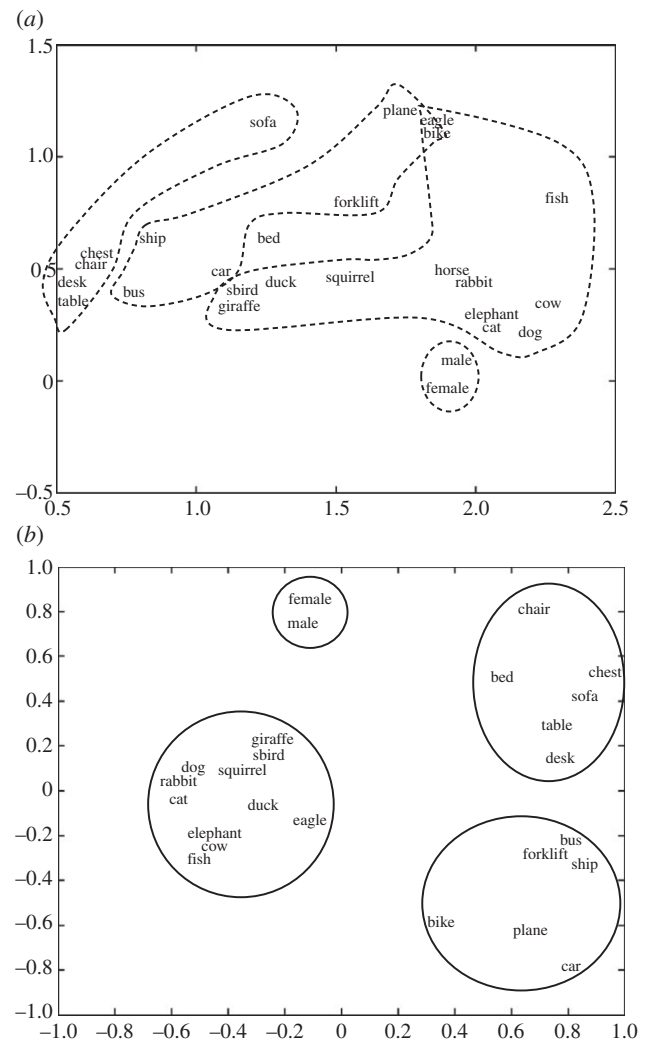 (a)
1.5
plane
eagle
sofa
bike
1.0
fish
forklift
ship
bed
chest
chair
0.5
car
horse
desk
duck
squirrel
rabbit
sbird
bus
table
giraffe
cow
elephant
cat
dog
male
0
female
–0.5
0.5 1.0 1.5 2.0 2.5
(b)
1.0
female
0.8
chair
male
0.6
bed
chest
0.4
sofa
table
giraffe
0.2
sbird
desk
dog
squirrel
rabbit
0
cat
duck
eagle
–0.2
elephant
bus
cow
forklift
fish
ship
–0.4
bike
–0.6
plane
–0.8
car
–1.0
–1.0 –0.8 –0.6 –0.4 –0.2 0 0.2 0.4 0.6 0.8 1.0